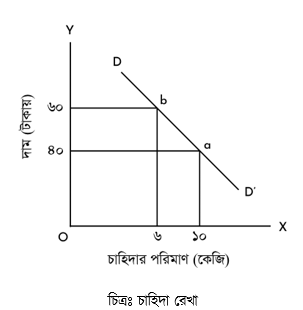 Y
D
৬০
b
৪০
a
D′
O
৬
১০
X
দাম (টাকায়)
চাহিদার পরিমাণ (কেজি)
চিত্রঃ চাহিদা রেখা